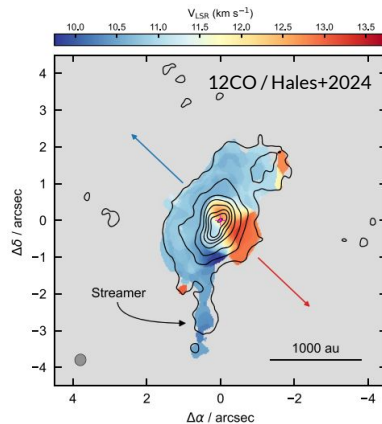 V_LSR (km s⁻¹)
10.0 10.5 11.0 11.5 12.0 12.5 13.0 13.5
12CO / Hales+2024
4
3
2
1
0
−1
−2
−3
−4
Δδ / arcsec
Streamer
1000 au
4 2 0 −2 −4
Δα / arcsec